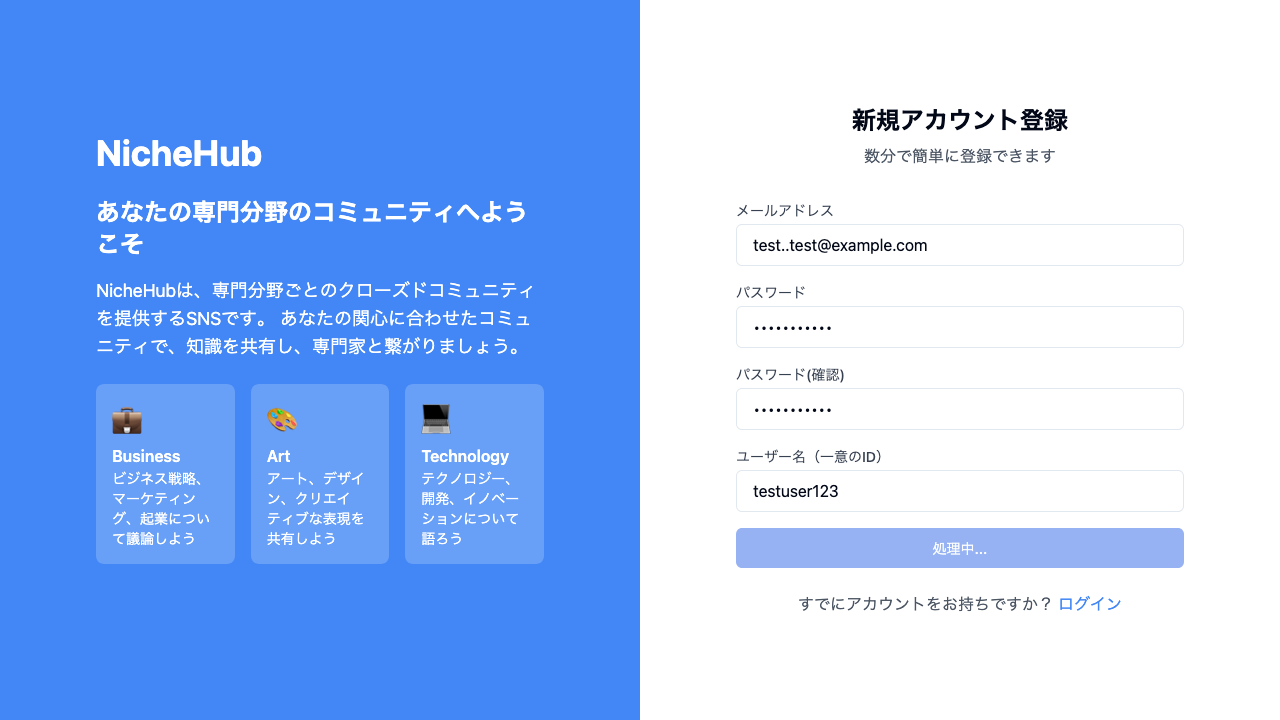 NicheHub
あなたの専門分野のコミュニティへよう
こそ
NicheHubは、専門分野ごとのクローズドコミュニティ
を提供するSNSです。 あなたの関心に合わせたコミュ
ニティで、知識を共有し、専門家と繋がりましょう。
Business
ビジネス戦略、
マーケティン
グ、起業につい
て議論しよう
Art
アート、デザイ
ン、クリエイ
ティブな表現を
共有しよう
Technology
テクノロジー、
開発、イノベー
ションについて
語ろう
新規アカウント登録
数分で簡単に登録できます
メールアドレス
test..test@example.com
パスワード
•••••••••••
パスワード(確認)
•••••••••••
ユーザー名（一意のID）
testuser123
処理中...
すでにアカウントをお持ちですか？ ログイン